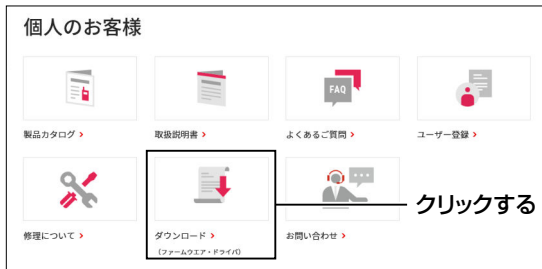 個人のお客様
FAQ
製品カタログ >
取扱説明書 >
よくあるご質問 >
ユーザー登録 >
修理について >
ダウンロード >
(ファームウエア・ドライバ)
お問い合わせ >
クリックする